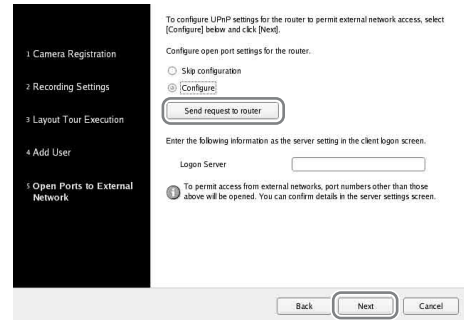 To configure UPnP settings for the router to permit external network access, select
[Configure] below and click [Next].
1 Camera Registration
Configure open port settings for the router.
Skip configuration
2 Recording Settings
Configure
Send request to router
3 Layout Tour Execution
Enter the following information as the server setting in the client logon screen.
4 Add User
Logon Server
5 Open Ports to External
Network
To permit access from external networks, port numbers other than those
above will be opened. You can confirm details in the server settings screen.
Back
Next
Cancel